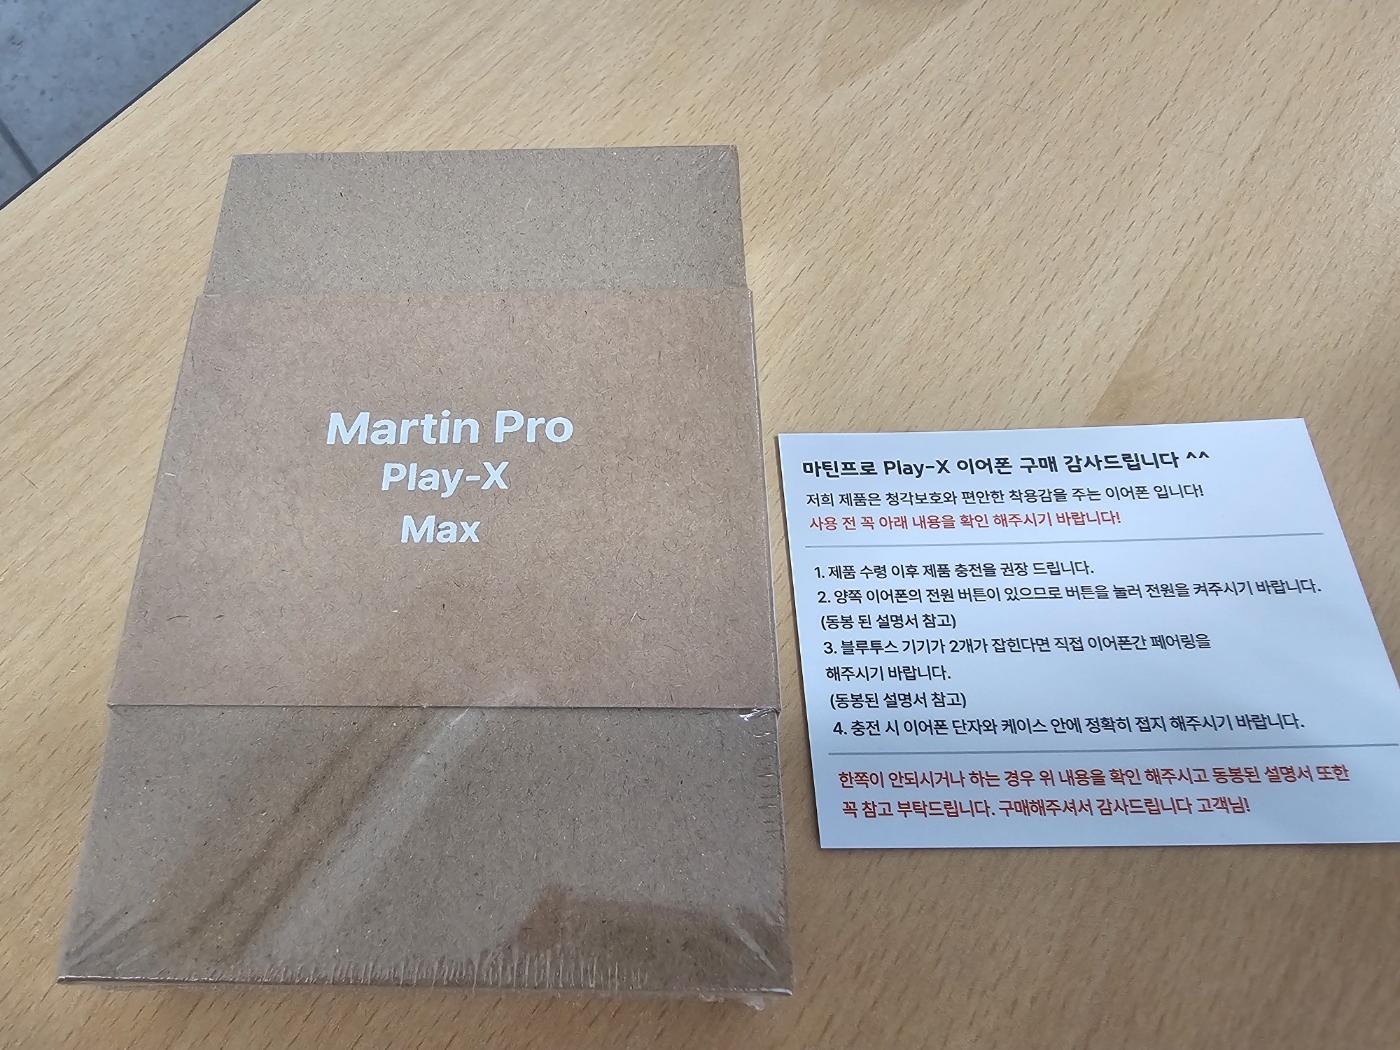 Martin Pro
Play-X
Max
마틴프로 Play-X 이어폰 구매 감사드립니다 ^^
저희 제품은 청각보호와 편안한 착용감을 주는 이어폰 입니다!
사용 전 꼭 아래 내용을 확인 해주시기 바랍니다!
1. 제품 수령 이후 제품 충전을 권장 드립니다.
2. 양쪽 이어폰의 전원 버튼이 있으므로 버튼을 눌러 전원을 켜주시기 바랍니다.
(동봉 된 설명서 참고)
3. 블루투스 기기가 2개가 잡힌다면 직접 이어폰간 페어링을
해주시기 바랍니다.
(동봉된 설명서 참고)
4. 충전 시 이어폰 단자와 케이스 안에 정확히 접지 해주시기 바랍니다.
한쪽이 안되시거나 하는 경우 위 내용을 확인 해주시고 동봉된 설명서 또한
꼭 참고 부탁드립니다. 구매해주셔서 감사드립니다 고객님!